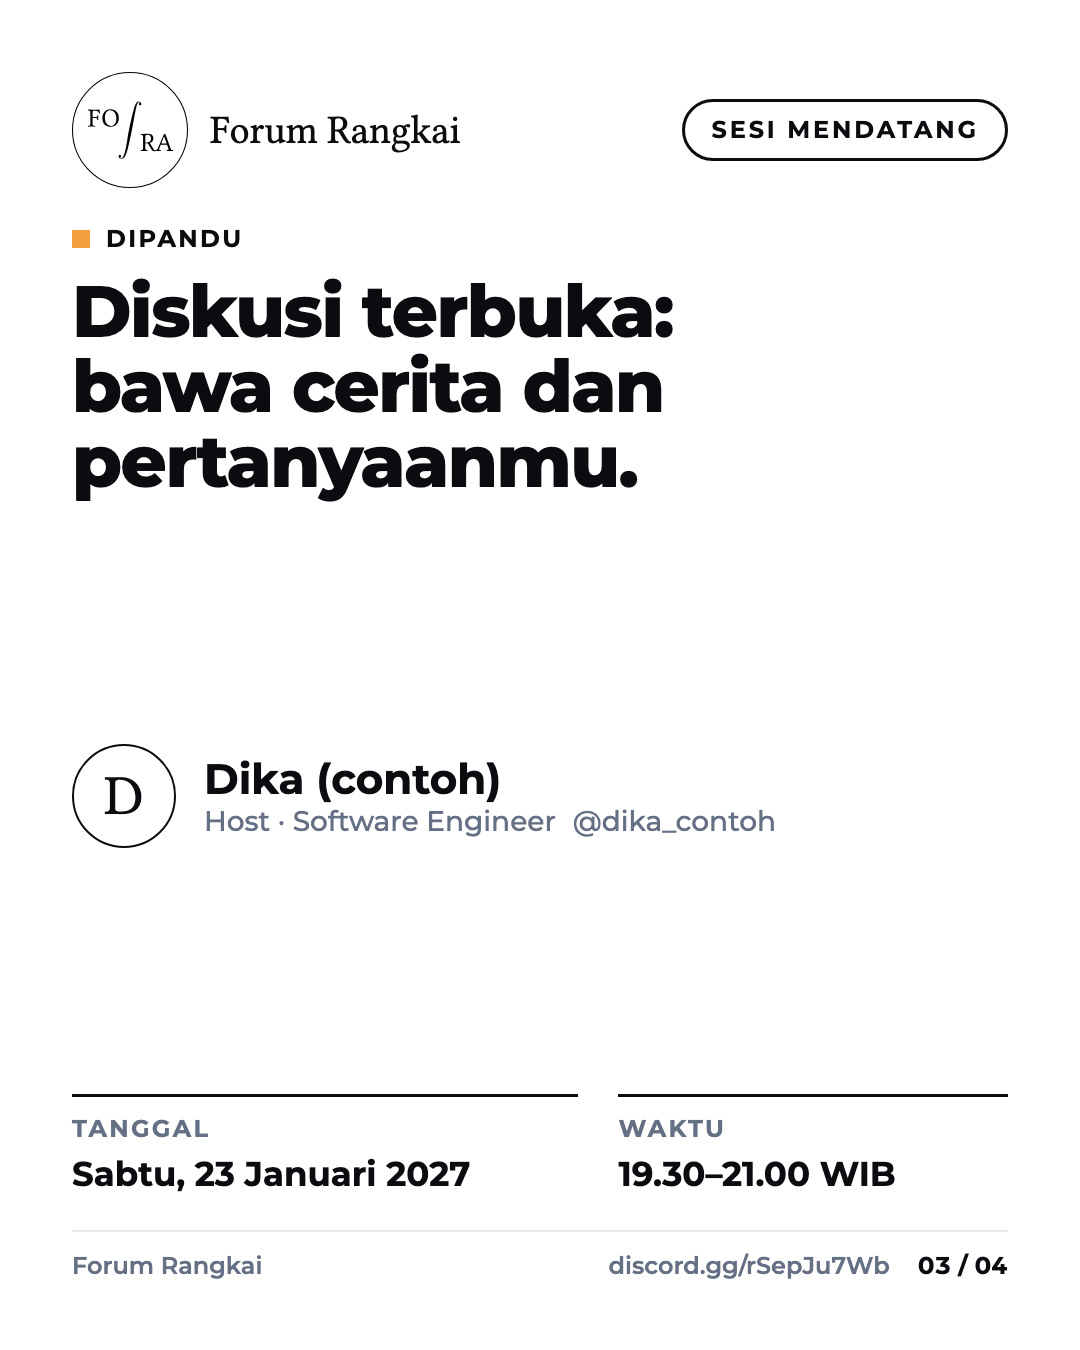 FO∫RA
Forum Rangkai
SESI MENDATANG
DIPANDU
Diskusi terbuka:
bawa cerita dan
pertanyaanmu.
D
Dika (contoh)
Host · Software Engineer @dika_contoh
TANGGAL
Sabtu, 23 Januari 2027
WAKTU
19.30–21.00 WIB
Forum Rangkai
discord.gg/rSepJu7Wb
03 / 04